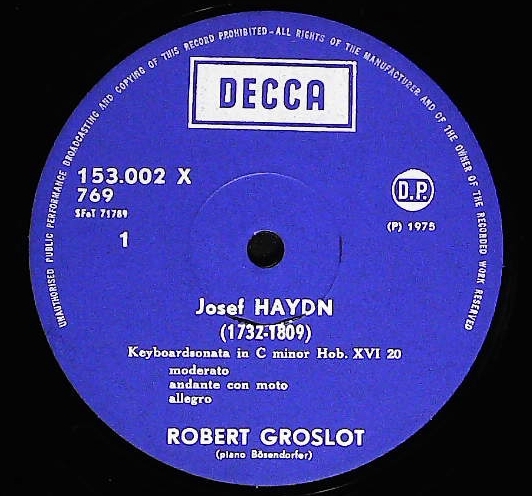 UNAUTHORISED PUBLIC PERFORMANCE BROADCASTING AND COPYING OF THIS RECORD PROHIBITED–ALL RIGHTS OF THE MANUFACTURER AND OF THE OWNER OF THE RECORDED WORK RESERVED
DECCA
153.002 X
769
SFaT 71789
1
D.P.
(P) 1975
Josef HAYDN
(1732-1809)
Keyboardsonata in C minor Hob. XVI 20
moderato
andante con moto
allegro
ROBERT GROSLOT
(piano Bösendorfer)